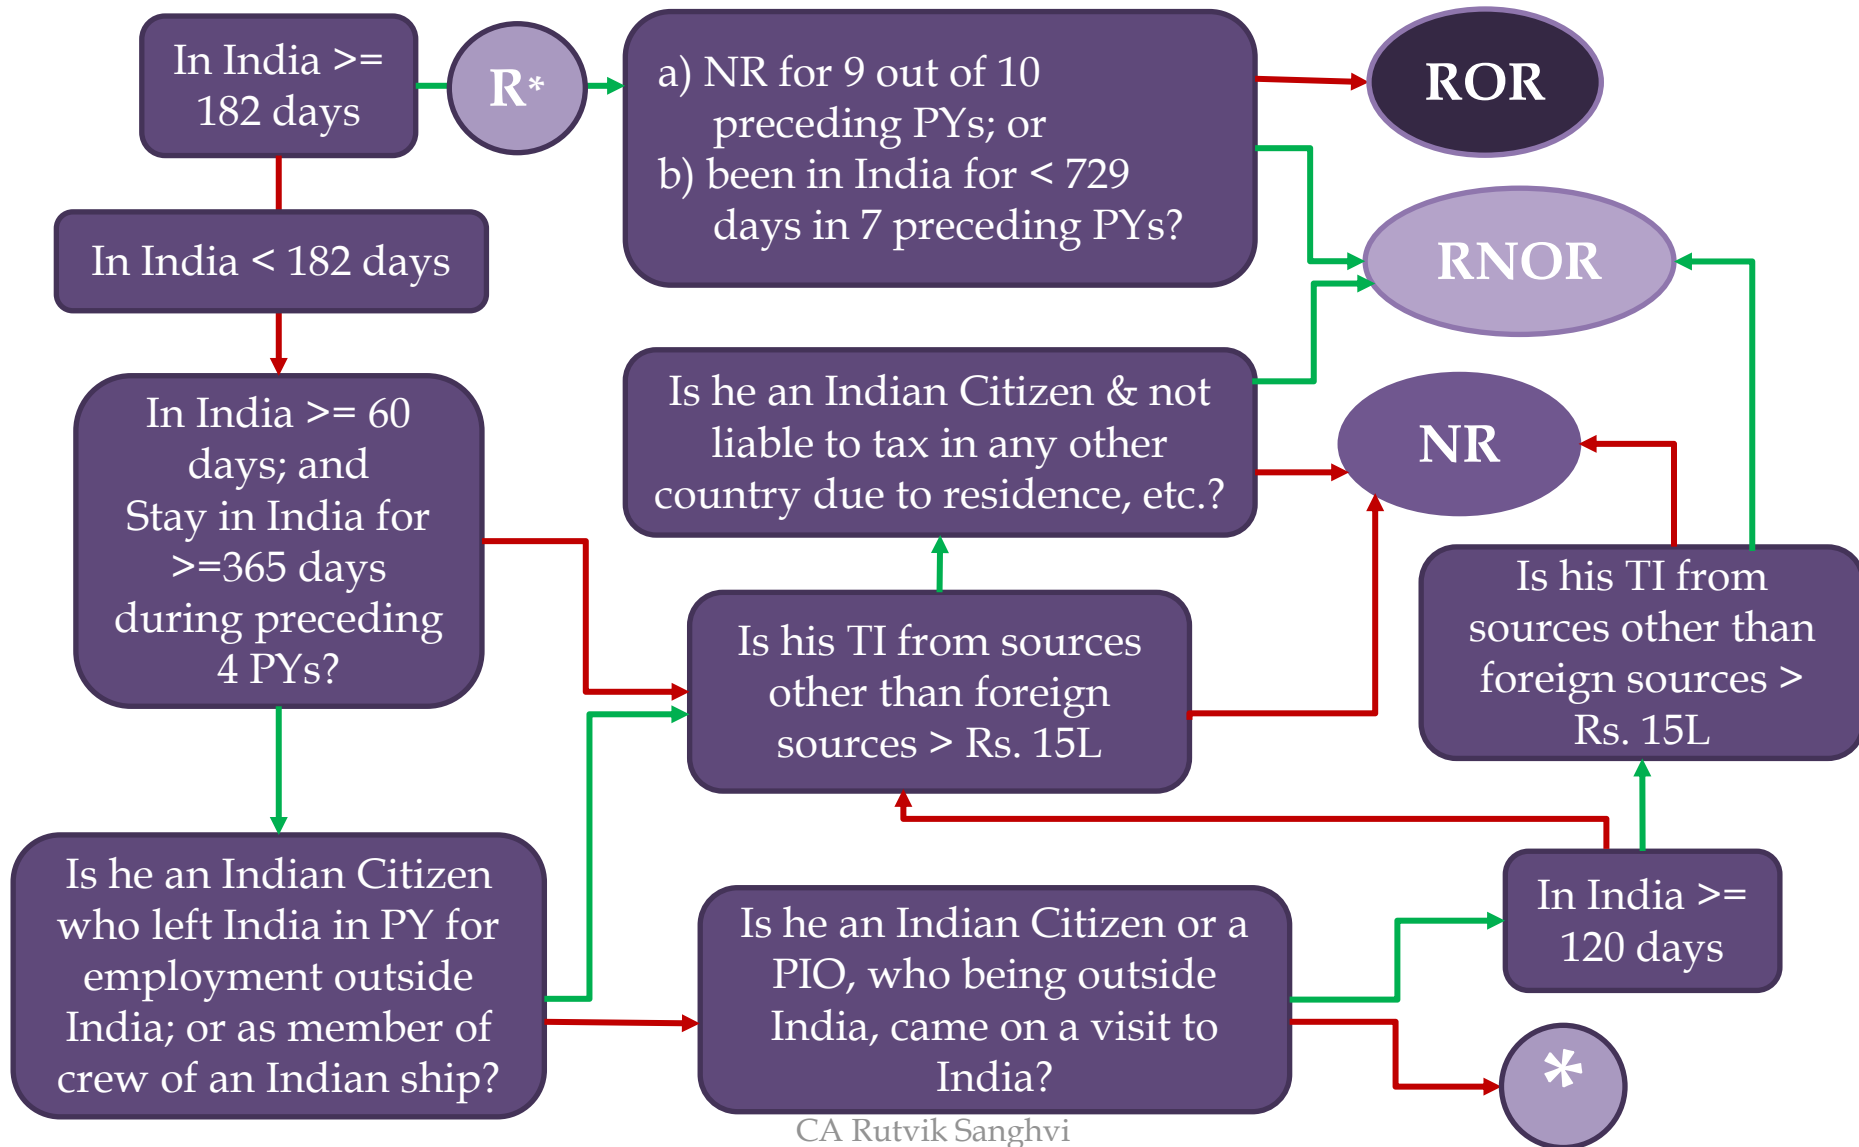 In India >=
182 days
R*
a) NR for 9 out of 10
preceding PYs; or
b) been in India for < 729
days in 7 preceding PYs?
ROR
In India < 182 days
RNOR
In India >= 60
days; and
Stay in India for
>=365 days
during preceding
4 PYs?
Is he an Indian Citizen & not
liable to tax in any other
country due to residence, etc.?
NR
Is his TI from sources
other than foreign
sources > Rs. 15L
Is his TI from
sources other than
foreign sources >
Rs. 15L
Is he an Indian Citizen
who left India in PY for
employment outside
India; or as member of
crew of an Indian ship?
Is he an Indian Citizen or a
PIO, who being outside
India, came on a visit to
India?
In India >=
120 days
*
CA Rutvik Sanghvi